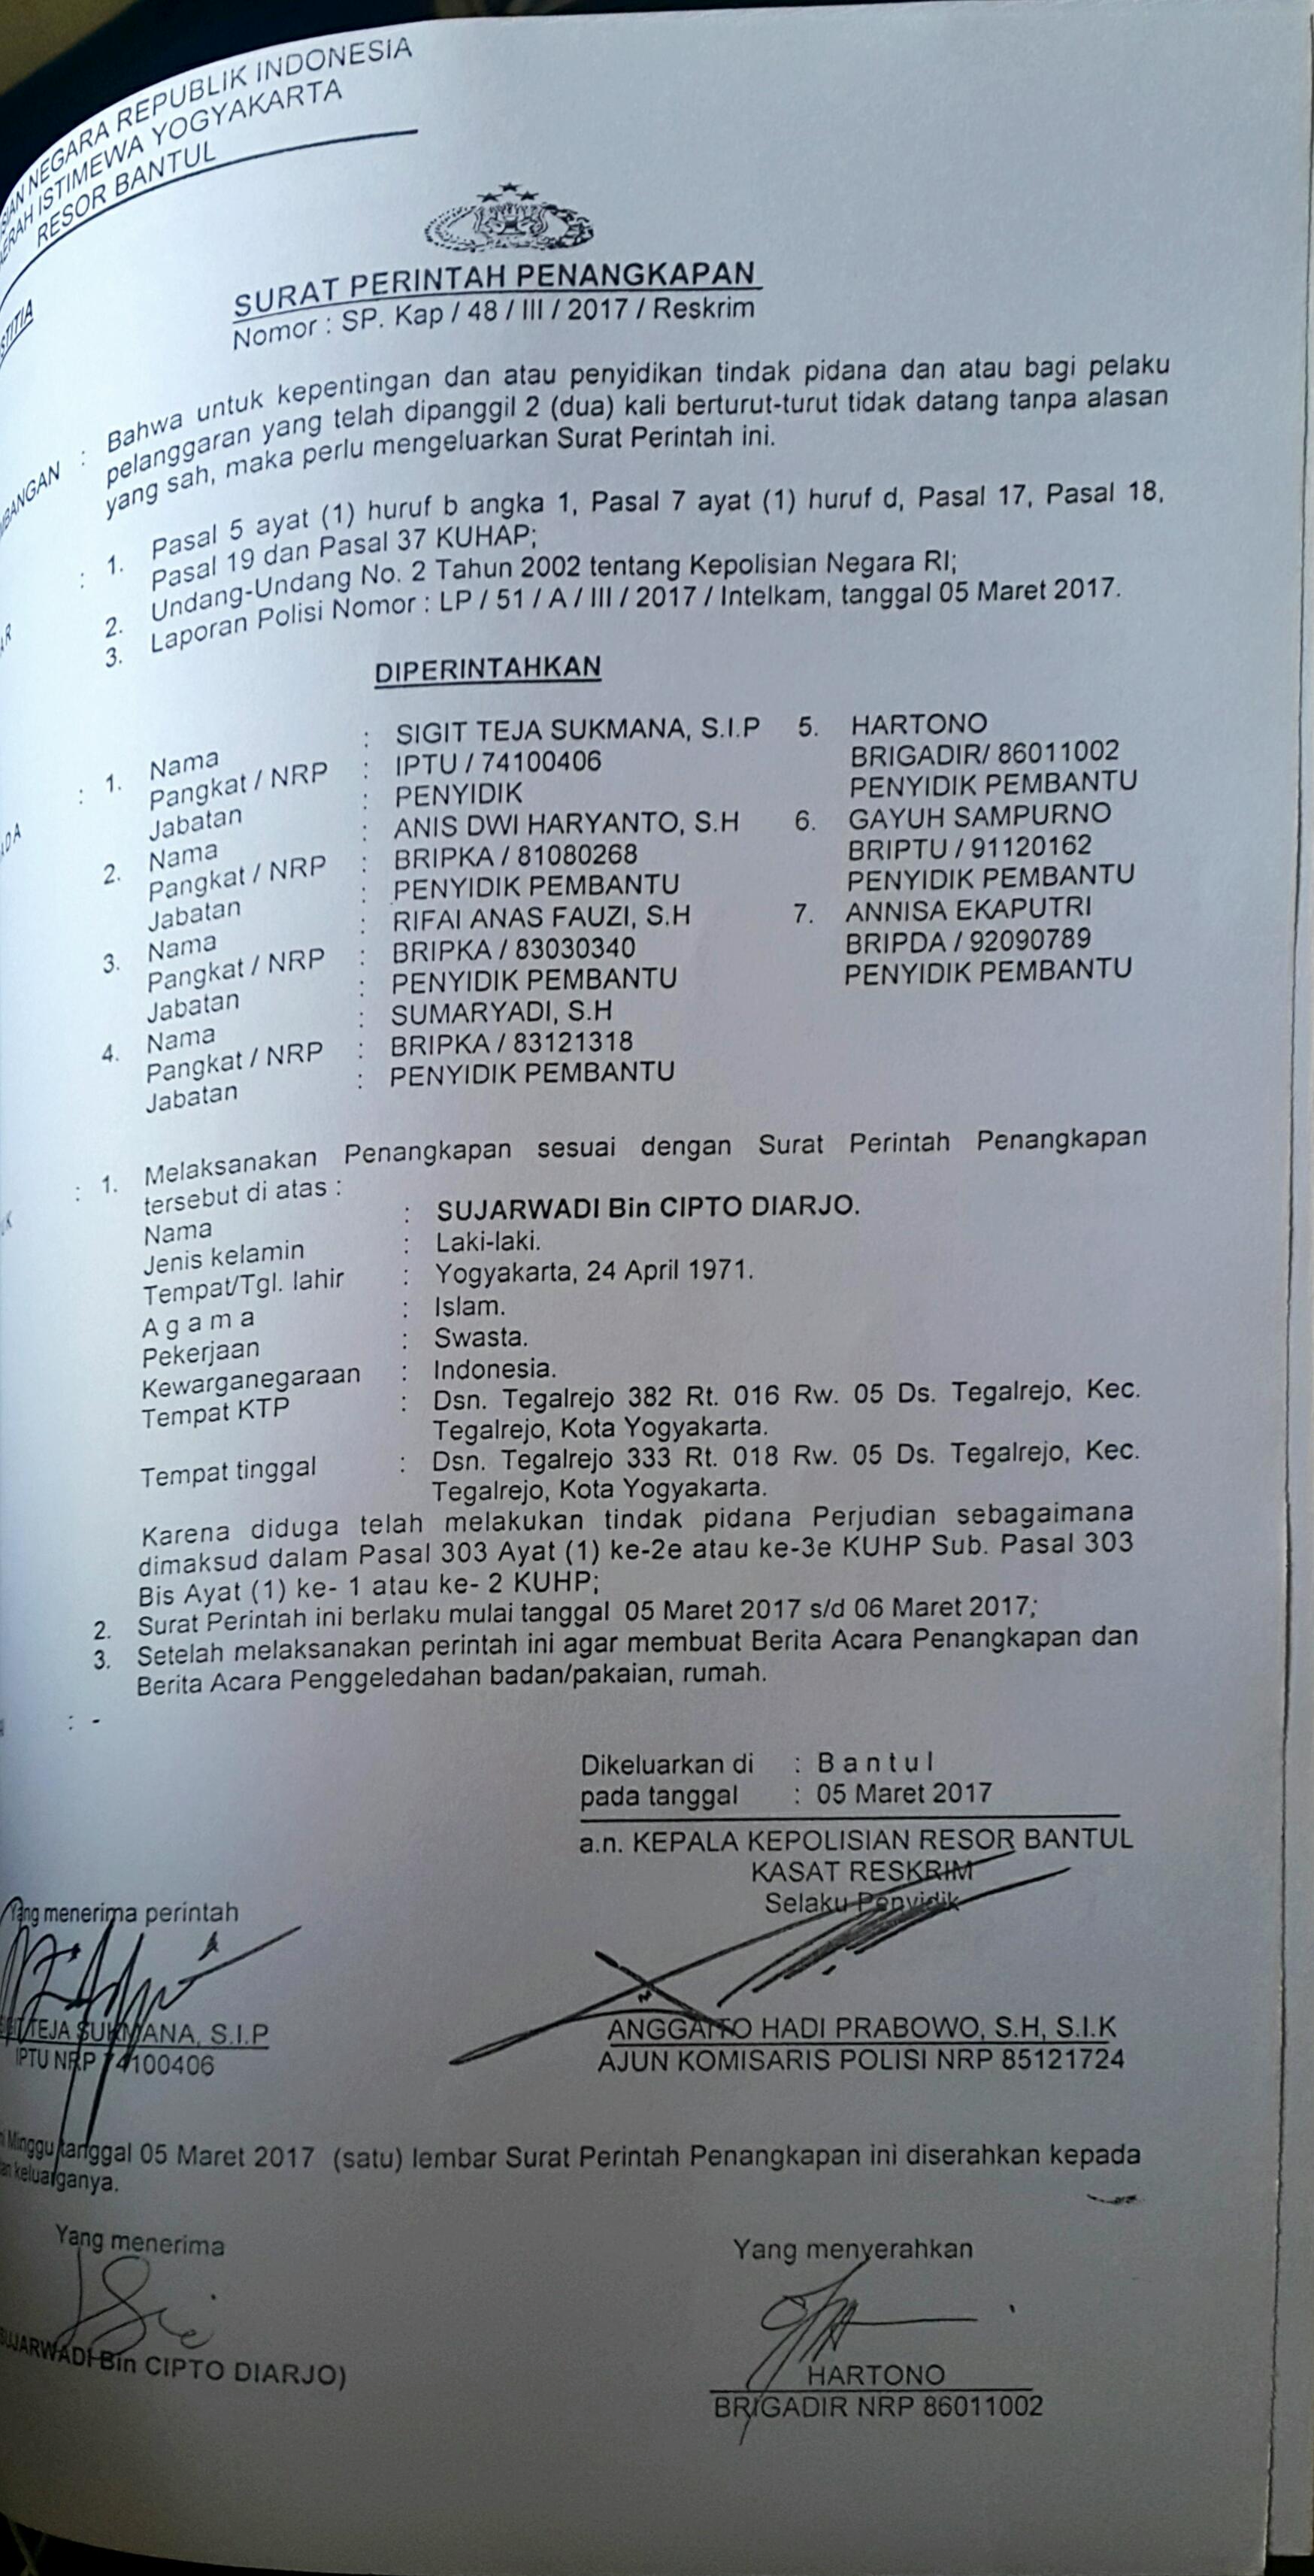 NEGARA REPUBLIK INDONESIA
ISTIMEWA YOGYAKARTA
RESOR BANTUL
SURAT PERINTAH PENANGKAPAN
Nomor : SP. Kap / 48 / III / 2017 / Reskrim
: Bahwa untuk kepentingan dan atau penyidikan tindak pidana dan atau bagi pelaku
pelanggaran yang telah dipanggil 2 (dua) kali berturut-turut tidak datang tanpa alasan
yang sah, maka perlu mengeluarkan Surat Perintah ini.
: 1. Pasal 5 ayat (1) huruf b angka 1, Pasal 7 ayat (1) huruf d, Pasal 17, Pasal 18,
Pasal 19 dan Pasal 37 KUHAP;
2. Undang-Undang No. 2 Tahun 2002 tentang Kepolisian Negara RI;
3. Laporan Polisi Nomor : LP / 51 / A / III / 2017 / Intelkam, tanggal 05 Maret 2017.
DIPERINTAHKAN
: 1. Nama : SIGIT TEJA SUKMANA, S.I.P 5. HARTONO
Pangkat / NRP : IPTU / 74100406 BRIGADIR/ 86011002
Jabatan : PENYIDIK PENYIDIK PEMBANTU
2. Nama : ANIS DWI HARYANTO, S.H 6. GAYUH SAMPURNO
Pangkat / NRP : BRIPKA / 81080268 BRIPTU / 91120162
Jabatan : PENYIDIK PEMBANTU PENYIDIK PEMBANTU
3. Nama : RIFAI ANAS FAUZI, S.H 7. ANNISA EKAPUTRI
Pangkat / NRP : BRIPKA / 83030340 BRIPDA / 92090789
Jabatan : PENYIDIK PEMBANTU PENYIDIK PEMBANTU
4. Nama : SUMARYADI, S.H
Pangkat / NRP : BRIPKA / 83121318
Jabatan : PENYIDIK PEMBANTU
: 1. Melaksanakan Penangkapan sesuai dengan Surat Perintah Penangkapan
tersebut di atas :
Nama : SUJARWADI Bin CIPTO DIARJO.
Jenis kelamin : Laki-laki.
Tempat/Tgl. lahir : Yogyakarta, 24 April 1971.
A g a m a : Islam.
Pekerjaan : Swasta.
Kewarganegaraan : Indonesia.
Tempat KTP : Dsn. Tegalrejo 382 Rt. 016 Rw. 05 Ds. Tegalrejo, Kec.
Tegalrejo, Kota Yogyakarta.
Tempat tinggal : Dsn. Tegalrejo 333 Rt. 018 Rw. 05 Ds. Tegalrejo, Kec.
Tegalrejo, Kota Yogyakarta.
Karena diduga telah melakukan tindak pidana Perjudian sebagaimana
dimaksud dalam Pasal 303 Ayat (1) ke-2e atau ke-3e KUHP Sub. Pasal 303
Bis Ayat (1) ke- 1 atau ke- 2 KUHP;
2. Surat Perintah ini berlaku mulai tanggal 05 Maret 2017 s/d 06 Maret 2017;
3. Setelah melaksanakan perintah ini agar membuat Berita Acara Penangkapan dan
Berita Acara Penggeledahan badan/pakaian, rumah.
: -
Dikeluarkan di : B a n t u l
pada tanggal : 05 Maret 2017
a.n. KEPALA KEPOLISIAN RESOR BANTUL
KASAT RESKRIM
Selaku Penyidik
Yang menerima perintah
TEJA SUKMANA, S.I.P
IPTU NRP 74100406
ANGGAITO HADI PRABOWO, S.H, S.I.K
AJUN KOMISARIS POLISI NRP 85121724
Minggu tanggal 05 Maret 2017 (satu) lembar Surat Perintah Penangkapan ini diserahkan kepada
keluarganya.
Yang menerima
SUJARWADI Bin CIPTO DIARJO)
Yang menyerahkan
HARTONO
BRIGADIR NRP 86011002